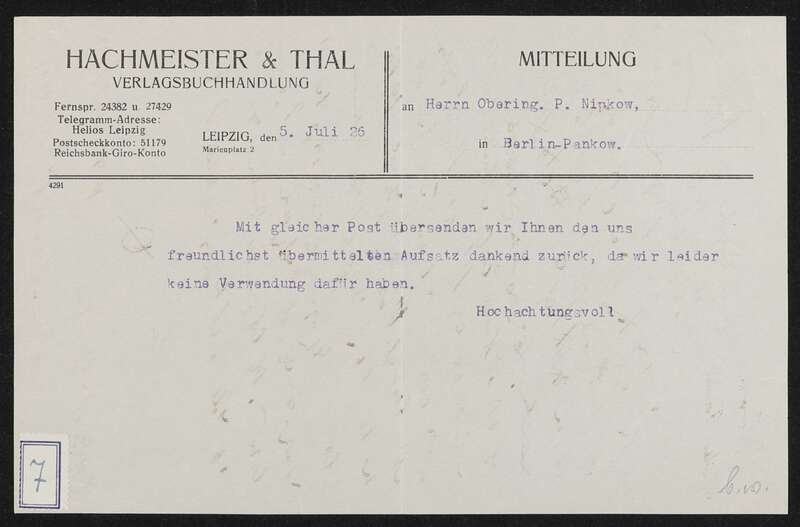 HACHMEISTER & THAL
VERLAGSBUCHHANDLUNG
Fernspr. 24382 u. 27429
Telegramm-Adresse:
Helios Leipzig
Postscheckkonto: 51179
Reichsbank-Giro-Konto
LEIPZIG, den 5. Juli 26
Marienplatz 2
MITTEILUNG
an Herrn Obering. P. Nipkow,
in Berlin-Pankow.
4291
Mit gleicher Post übersenden wir Ihnen den uns
freundlichst übermittelten Aufsatz dankend zurück, da wir leider
keine Verwendung dafür haben.
Hochachtungsvoll
7